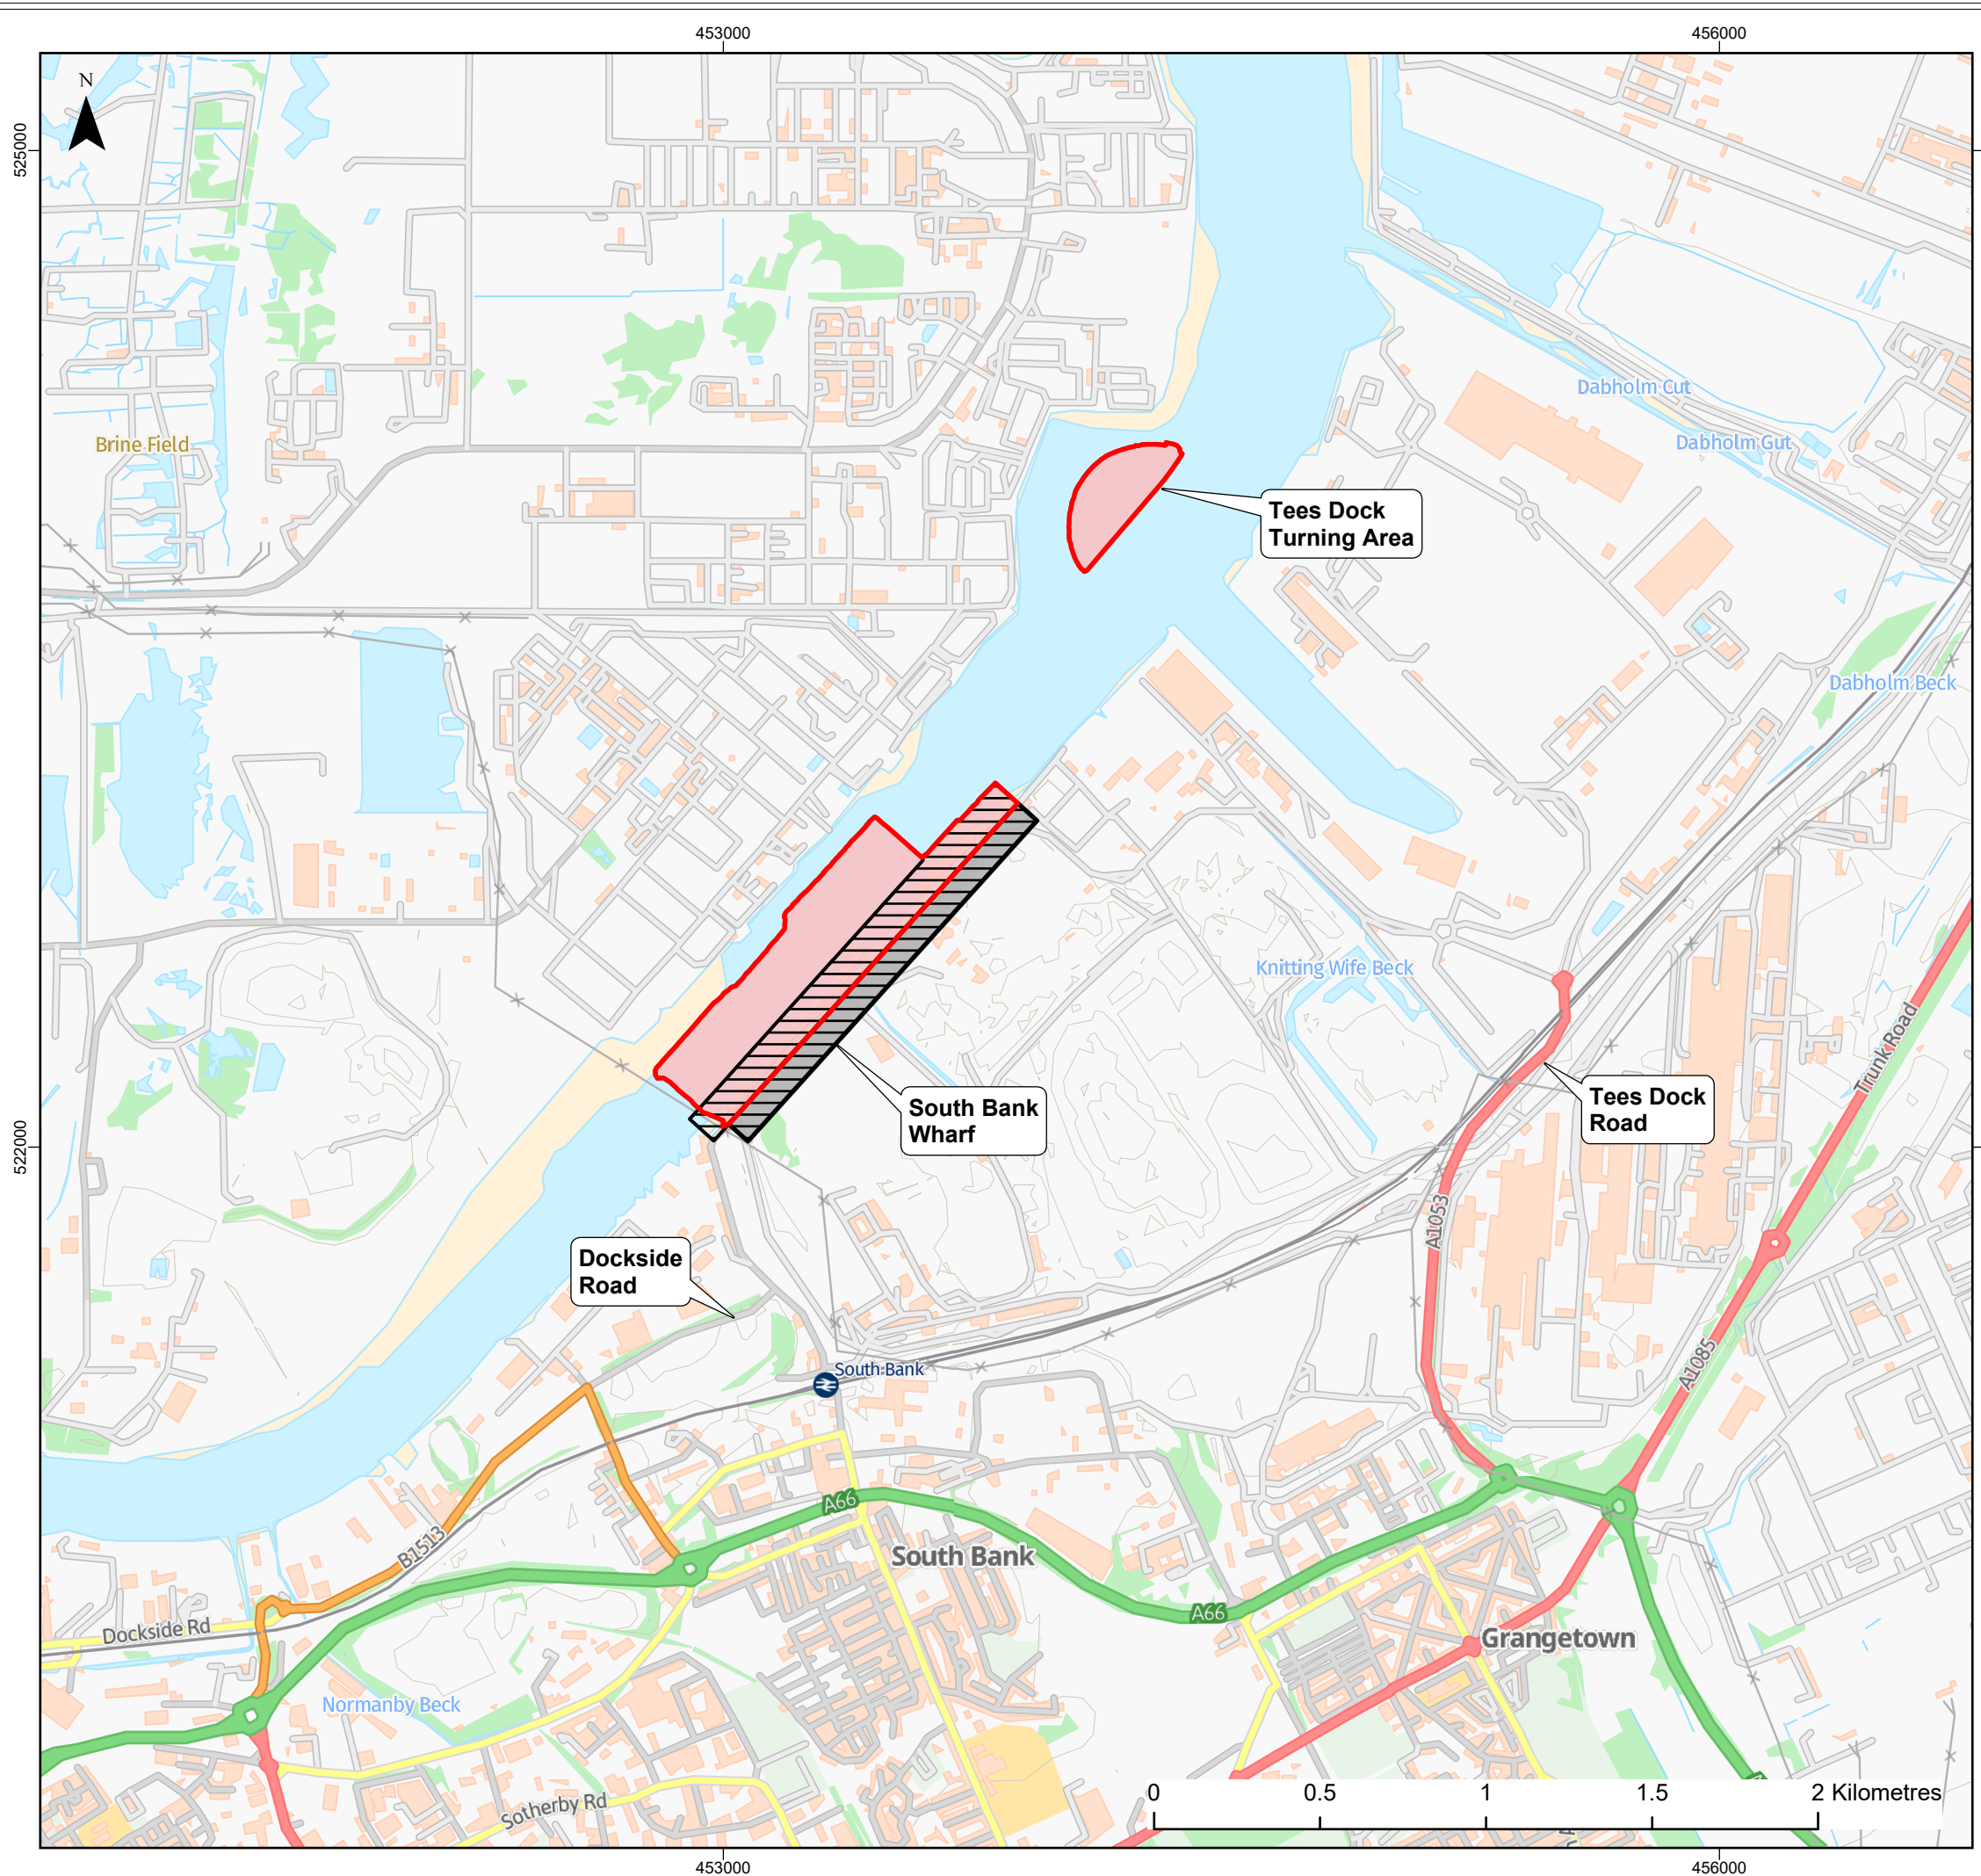 453000
456000
N
525000
Dabholm Cut
Brine Field
Dabholm Gut
Tees Dock
Turning Area
Dabholm Beck
Knitting Wife Beck
Trunk Road
Tees Dock
Road
South Bank
Wharf
522000
A1053
Dockside
Road
A1085
South Bank
A66
B1513
South Bank
A66
Dockside Rd
Grangetown
Normanby Beck
Sotherby Rd
0
0.5
1
1.5
2 Kilometres
453000
456000